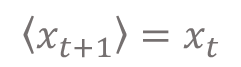 ⟨x_{t+1}⟩ = x_t